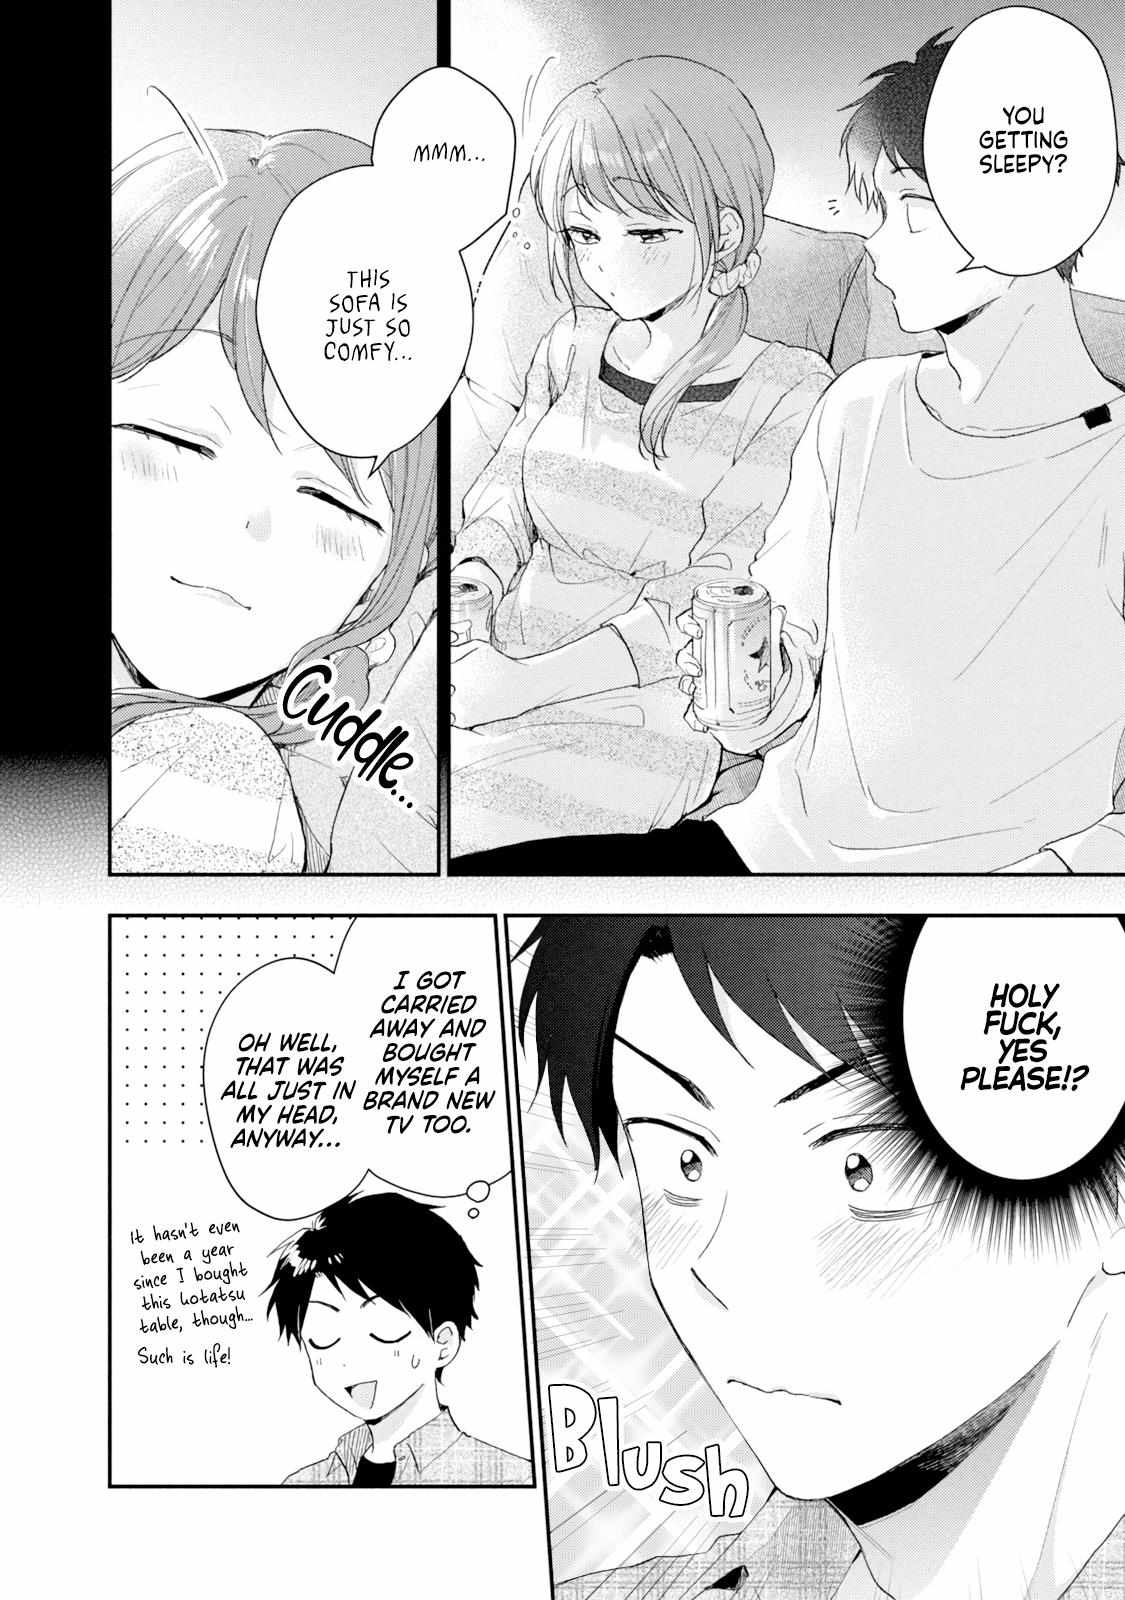 YOU
GETTING
SLEEPY?
MMM...
THIS
SOFA IS
JUST SO
COMFY...
Cuddle...
HOLY
FUCK,
YES
PLEASE!?
Blush
I GOT
CARRIED
AWAY AND
BOUGHT
MYSELF A
BRAND NEW
TV TOO.
OH WELL,
THAT WAS
ALL JUST IN
MY HEAD,
ANYWAY...
It hasn't even
been a year
since I bought
this kotatsu
table, though...
Such is life!